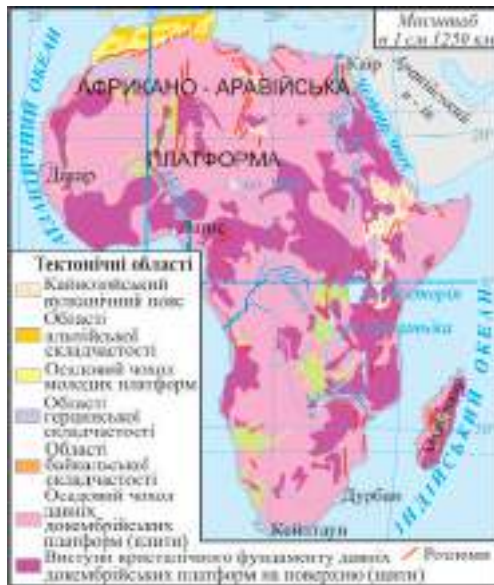 Масштаб
в 1 см 1250 км
Каїр
АТЛАНТИЧНИЙ ОКЕАН
АФРИКАНО - АРАВІЙСЬКА
Аравійський
п - ів
ПЛАТФОРМА
Дакар
Тектонічні області
Кайнозойський
вулканічний пояс
Області
альпійської
складчастості
Осадовий чохол
молодих платформ
Області
герцинської
складчастості
Області
байкальської
складчастості
Осадовий чохол
давніх
докембрійських
платформ (плити)
Виступи кристалічного фундаменту давніх
докембрійських платформ на поверхню (щити)
Розломи
ІНДІЙСЬКИЙ ОКЕАН
Дурбан
Кейптаун